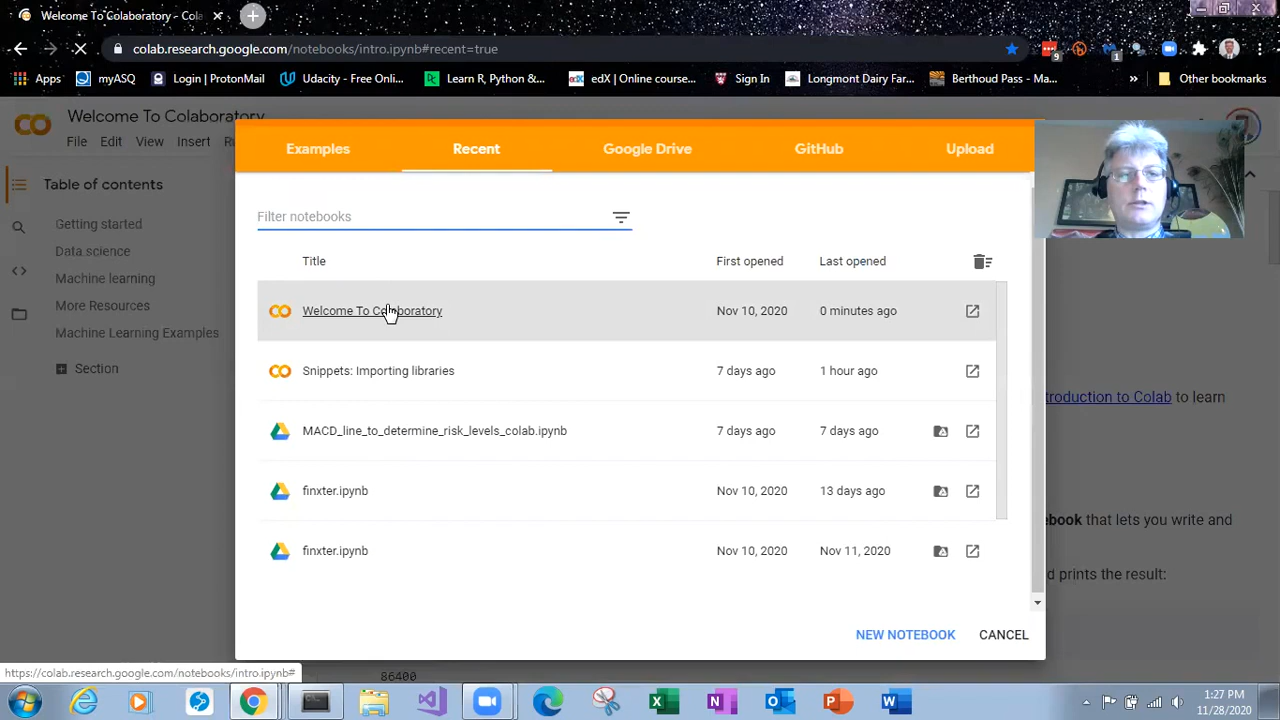 Welcome To Colaboratory - Cola
colab.research.google.com/notebooks/intro.ipynb#recent=true
9
1
Apps
myASQ
Login | ProtonMail
Udacity - Free Onli...
Learn R, Python &...
edX | Online course...
Sign In
Longmont Dairy Far...
Berthoud Pass - Ma...
»
Other bookmarks
Welcome To Colaboratory
File
Edit
View
Insert
Table of contents
Getting started
Data science
Machine learning
More Resources
Machine Learning Examples
Section
Examples
Recent
Google Drive
GitHub
Upload
Filter notebooks
Title
First opened
Last opened
Welcome To Colaboratory
Nov 10, 2020
0 minutes ago
Snippets: Importing libraries
7 days ago
1 hour ago
MACD_line_to_determine_risk_levels_colab.ipynb
7 days ago
7 days ago
finxter.ipynb
Nov 10, 2020
13 days ago
finxter.ipynb
Nov 10, 2020
Nov 11, 2020
NEW NOTEBOOK
CANCEL
troduction to Colab to learn
ebook that lets you write and
d prints the result:
86400
https://colab.research.google.com/notebooks/intro.ipynb#
1:27 PM
11/28/2020